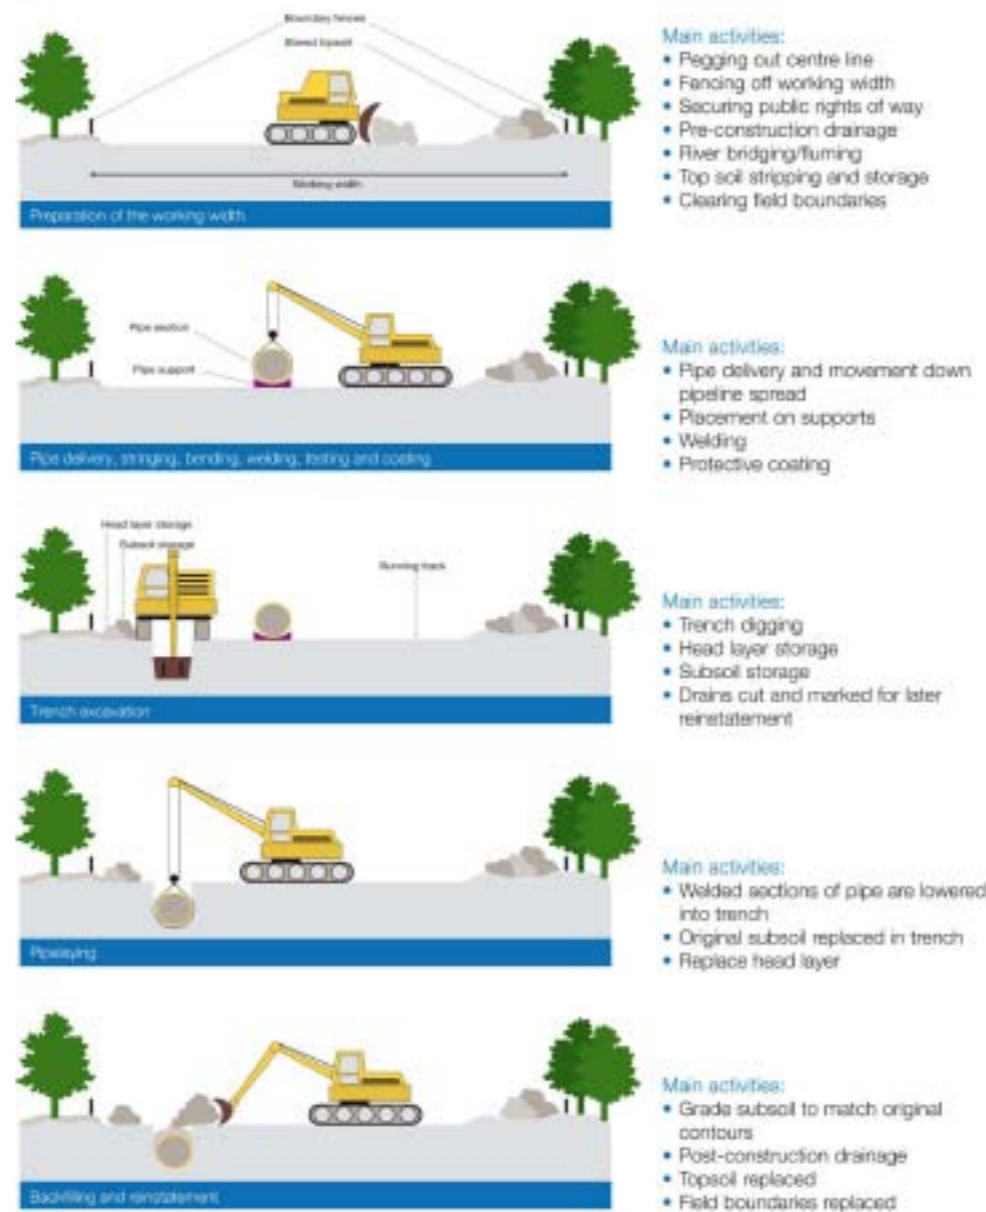 Boundary fences
Stored topsoil
Working width
Preparation of the working width
Main activities:
• Pegging out centre line
• Fencing off working width
• Securing public rights of way
• Pre-construction drainage
• River bridging/fluming
• Top soil stripping and storage
• Clearing field boundaries
Pipe section
Pipe support
Pipe delivery, stringing, bending, welding, testing and coating
Main activities:
• Pipe delivery and movement down
pipeline spread
• Placement on supports
• Welding
• Protective coating
Head layer storage
Subsoil storage
Running track
Trench excavation
Main activities:
• Trench digging
• Head layer storage
• Subsoil storage
• Drains cut and marked for later
reinstatement
Pipelaying
Main activities:
• Welded sections of pipe are lowered
into trench
• Original subsoil replaced in trench
• Replace head layer
Backfilling and reinstatement
Main activities:
• Grade subsoil to match original
contours
• Post-construction drainage
• Topsoil replaced
• Field boundaries replaced